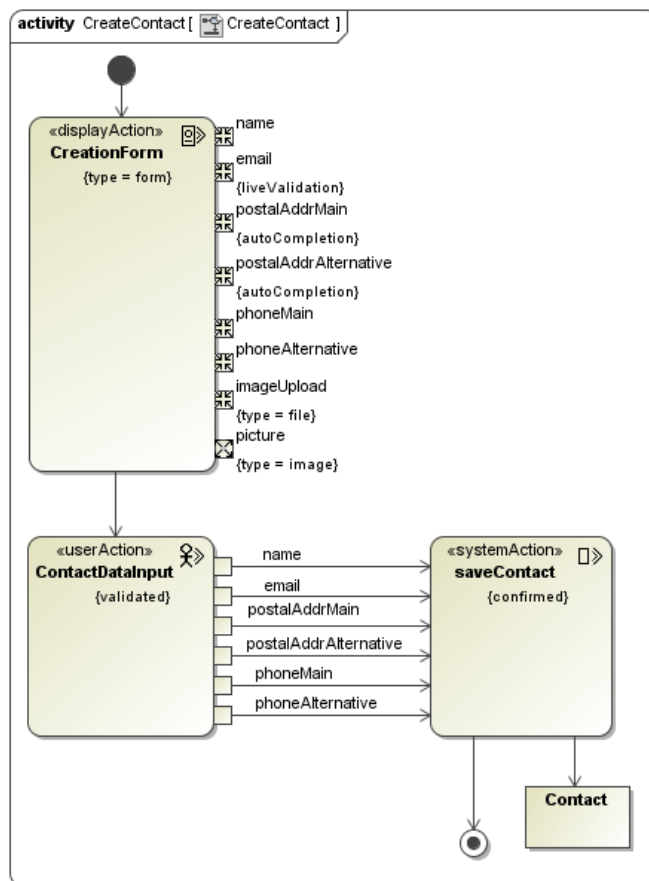 activity CreateContact [ CreateContact ]
«displayAction»
CreationForm
{type = form}
name
email
{liveValidation}
postalAddrMain
{autoCompletion}
postalAddrAlternative
{autoCompletion}
phoneMain
phoneAlternative
imageUpload
{type = file}
picture
{type = image}
«userAction»
ContactDataInput
{validated}
name
email
postalAddrMain
postalAddrAlternative
phoneMain
phoneAlternative
«systemAction»
saveContact
{confirmed}
Contact